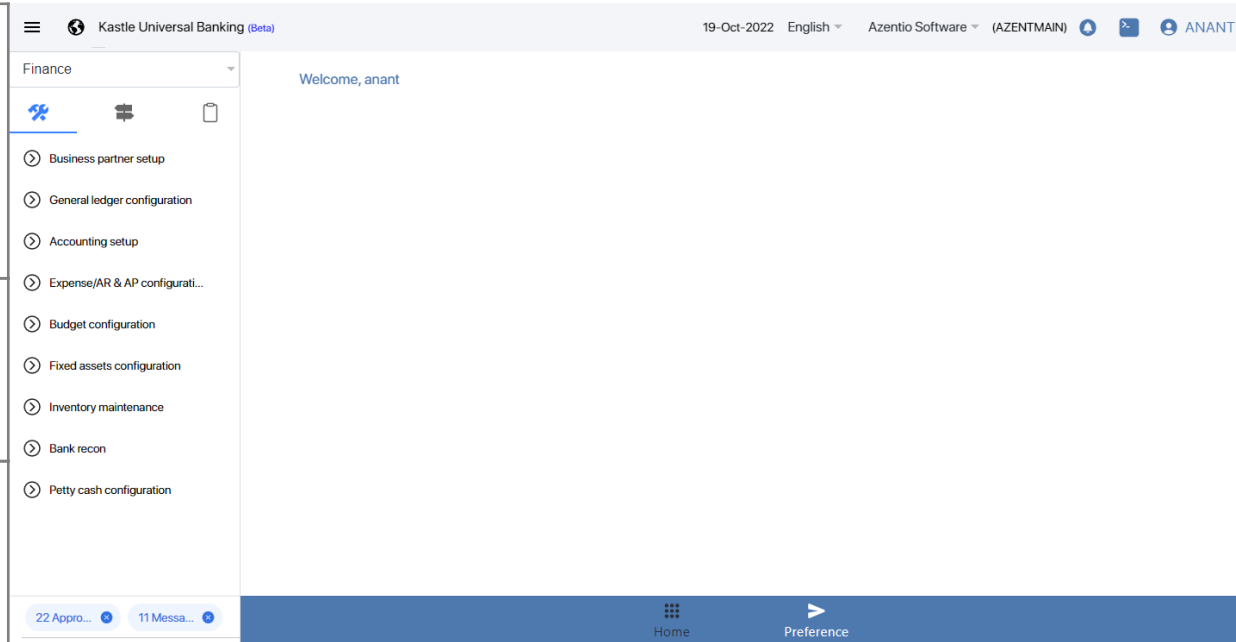 Kastle Universal Banking (Beta) 19-Oct-2022 English Azentio Software (AZENTMAIN) ANANT
Finance
Welcome, anant
Business partner setup
General ledger configuration
Accounting setup
Expense/AR & AP configurati...
Budget configuration
Fixed assets configuration
Inventory maintenance
Bank recon
Petty cash configuration
22 Appro... 11 Messa...
Home Preference